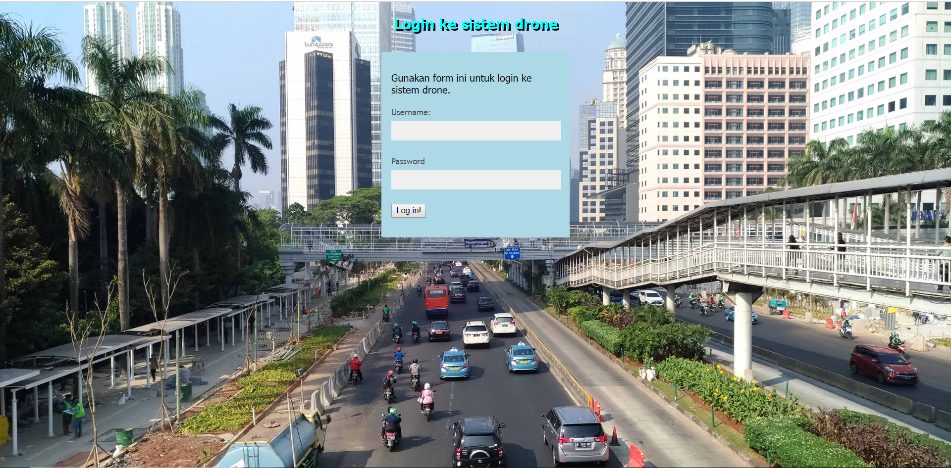 Login ke sistem drone
Gunakan form ini untuk login ke
sistem drone.
Username:
Password
Log in!